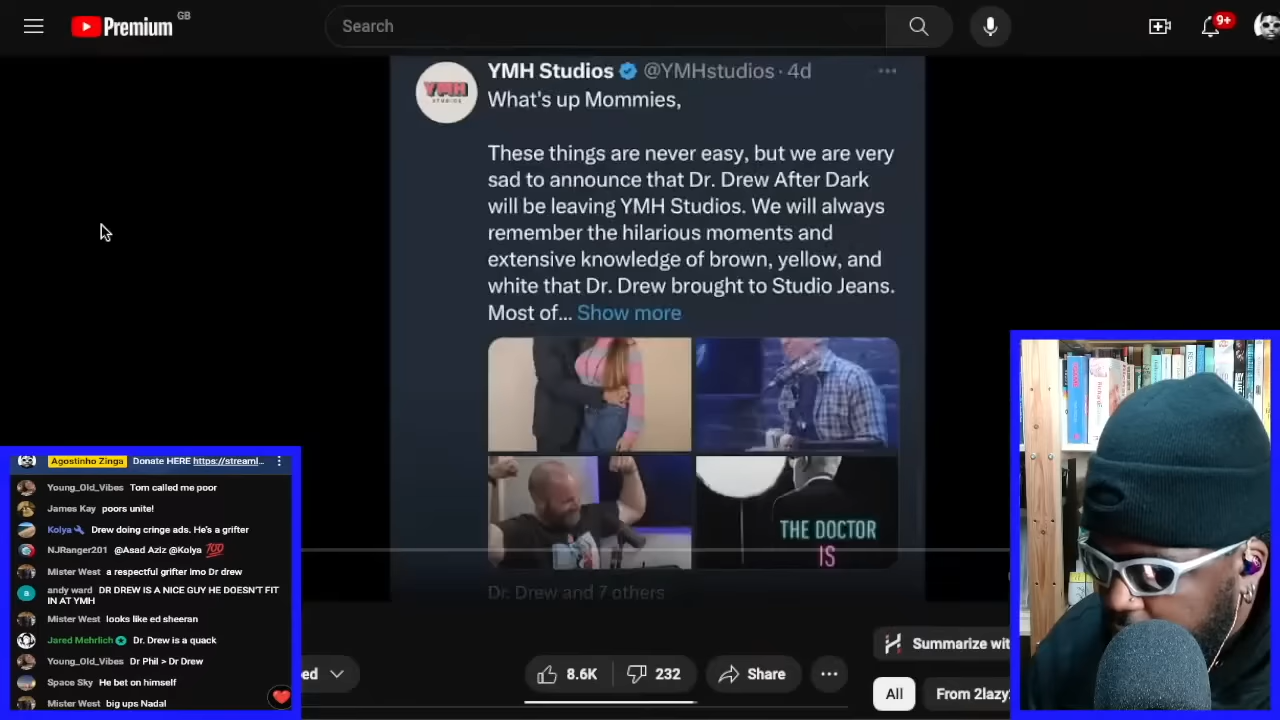 Premium GB
Search
9+
YMH Studios @YMHstudios · 4d
What's up Mommies,
These things are never easy, but we are very
sad to announce that Dr. Drew After Dark
will be leaving YMH Studios. We will always
remember the hilarious moments and
extensive knowledge of brown, yellow, and
white that Dr. Drew brought to Studio Jeans.
Most of... Show more
YMH
STUDIOS
THE DOCTOR
IS
Dr. Drew and 7 others
Summarize wit
ed
8.6K
232
Share
All
From 2lazy
Agostinho Zinga Donate HERE https://streaml...
Young_Old_Vibes Tom called me poor
James Kay poors unite!
Kolya Drew doing cringe ads. He's a grifter
NJRanger201 @Asad Aziz @Kolya 💯
Mister West a respectful grifter imo Dr drew
andy ward DR DREW IS A NICE GUY HE DOESN'T FIT
IN AT YMH
Mister West looks like ed sheeran
Jared Mehrlich Dr. Drew is a quack
Young_Old_Vibes Dr Phil > Dr Drew
Space Sky He bet on himself
Mister West big ups Nadal